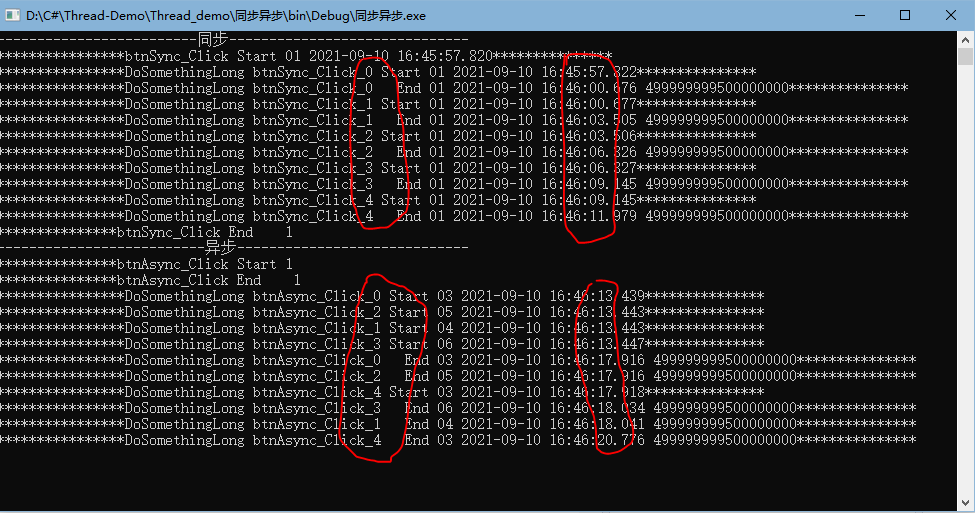 D:\C#\Thread-Demo\Thread_demo\同步异步\bin\Debug\同步异步.exe
-------------------------同步------------------------------
****************btnSync_Click Start 01 2021-09-10 16:45:57.820***************
****************DoSomethingLong btnSync_Click_0 Start 01 2021-09-10 16:45:57.822***************
****************DoSomethingLong btnSync_Click_0   End 01 2021-09-10 16:46:00.676 499999999500000000***************
****************DoSomethingLong btnSync_Click_1 Start 01 2021-09-10 16:46:00.677***************
****************DoSomethingLong btnSync_Click_1   End 01 2021-09-10 16:46:03.505 499999999500000000***************
****************DoSomethingLong btnSync_Click_2 Start 01 2021-09-10 16:46:03.506***************
****************DoSomethingLong btnSync_Click_2   End 01 2021-09-10 16:46:06.326 499999999500000000***************
****************DoSomethingLong btnSync_Click_3 Start 01 2021-09-10 16:46:06.327***************
****************DoSomethingLong btnSync_Click_3   End 01 2021-09-10 16:46:09.145 499999999500000000***************
****************DoSomethingLong btnSync_Click_4 Start 01 2021-09-10 16:46:09.145***************
****************DoSomethingLong btnSync_Click_4   End 01 2021-09-10 16:46:11.979 499999999500000000***************
***************btnSync_Click End    1
--------------------------异步-----------------------------
***************btnAsync_Click Start 1
***************btnAsync_Click End    1
****************DoSomethingLong btnAsync_Click_0 Start 03 2021-09-10 16:46:13.439***************
****************DoSomethingLong btnAsync_Click_2 Start 05 2021-09-10 16:46:13.443***************
****************DoSomethingLong btnAsync_Click_1 Start 04 2021-09-10 16:46:13.443***************
****************DoSomethingLong btnAsync_Click_3 Start 06 2021-09-10 16:46:13.447***************
****************DoSomethingLong btnAsync_Click_0   End 03 2021-09-10 16:46:17.916 499999999500000000***************
****************DoSomethingLong btnAsync_Click_2   End 05 2021-09-10 16:46:17.916 499999999500000000***************
****************DoSomethingLong btnAsync_Click_4 Start 03 2021-09-10 16:46:17.918***************
****************DoSomethingLong btnAsync_Click_3   End 06 2021-09-10 16:46:18.034 499999999500000000***************
****************DoSomethingLong btnAsync_Click_1   End 04 2021-09-10 16:46:18.041 499999999500000000***************
****************DoSomethingLong btnAsync_Click_4   End 03 2021-09-10 16:46:20.776 499999999500000000***************